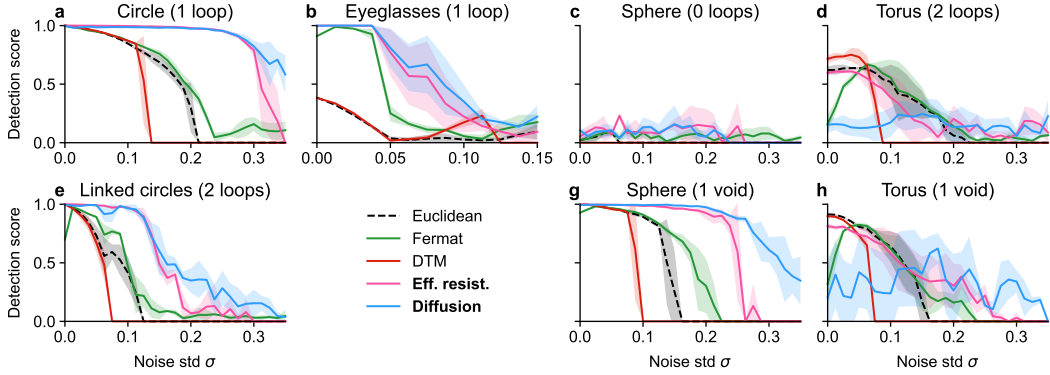 a Circle (1 loop)
b Eyeglasses (1 loop)
c Sphere (0 loops)
d Torus (2 loops)
Detection score
1.0
0.5
0.0
0.0 0.1 0.2 0.3
0.00 0.05 0.10 0.15
0.0 0.1 0.2 0.3
0.0 0.1 0.2 0.3
e Linked circles (2 loops)
g Sphere (1 void)
h Torus (1 void)
Detection score
1.0
0.5
0.0
0.0 0.1 0.2 0.3
Noise std σ
Euclidean
Fermat
DTM
Eff. resist.
Diffusion
0.0 0.1 0.2 0.3
Noise std σ
0.0 0.1 0.2 0.3
Noise std σ